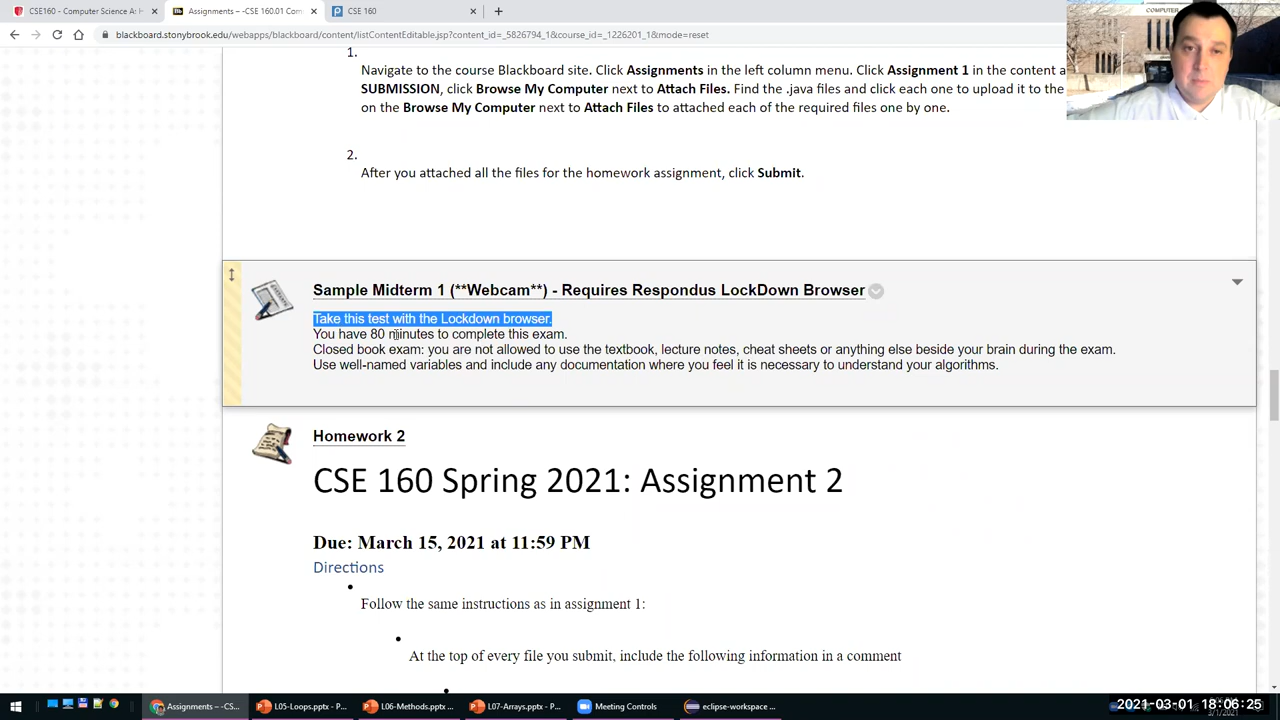 CSE160 - Computer Science A:
Assignments – -CSE 160.01 Com
CSE 160
blackboard.stonybrook.edu/webapps/blackboard/content/listContentEditable.jsp?content_id=_5826794_1&course_id=_1226201_1&mode=reset
COMPUTER
1.
Navigate to the course Blackboard site. Click Assignments in the left column menu. Click Assignment 1 in the content a
SUBMISSION, click Browse My Computer next to Attach Files. Find the .java files and click each one to upload it to the
on the Browse My Computer next to Attach Files to attached each of the required files one by one.
2.
After you attached all the files for the homework assignment, click Submit.
Sample Midterm 1 (**Webcam**) - Requires Respondus LockDown Browser
Take this test with the Lockdown browser.
You have 80 minutes to complete this exam.
Closed book exam: you are not allowed to use the textbook, lecture notes, cheat sheets or anything else beside your brain during the exam.
Use well-named variables and include any documentation where you feel it is necessary to understand your algorithms.
Homework 2
CSE 160 Spring 2021: Assignment 2
Due: March 15, 2021 at 11:59 PM
Directions
Follow the same instructions as in assignment 1:
At the top of every file you submit, include the following information in a comment
Assignments – -CS...
L05-Loops.pptx - P...
L06-Methods.pptx ...
L07-Arrays.pptx - P...
Meeting Controls
eclipse-workspace ...
2021-03-01 18:06:25
3/1/2021